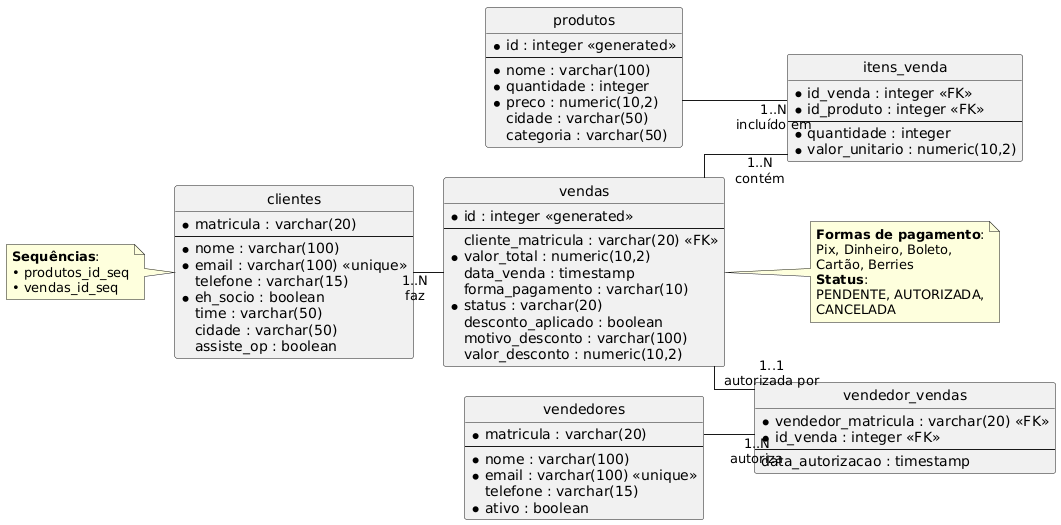 produtos
id : integer «generated»
nome : varchar(100)
quantidade : integer
preco : numeric(10,2)
cidade : varchar(50)
categoria : varchar(50)
itens_venda
id_venda : integer «FK»
id_produto : integer «FK»
quantidade : integer
valor_unitario : numeric(10,2)
1..N
incluído em
1..N
contém
clientes
matricula : varchar(20)
nome : varchar(100)
email : varchar(100) «unique»
telefone : varchar(15)
eh_socio : boolean
time : varchar(50)
cidade : varchar(50)
assiste_op : boolean
Sequências:
• produtos_id_seq
• vendas_id_seq
1..N
faz
vendas
id : integer «generated»
cliente_matricula : varchar(20) «FK»
valor_total : numeric(10,2)
data_venda : timestamp
forma_pagamento : varchar(10)
status : varchar(20)
desconto_aplicado : boolean
motivo_desconto : varchar(100)
valor_desconto : numeric(10,2)
Formas de pagamento:
Pix, Dinheiro, Boleto,
Cartão, Berries
Status:
PENDENTE, AUTORIZADA,
CANCELADA
1..1
autorizada por
vendedores
matricula : varchar(20)
nome : varchar(100)
email : varchar(100) «unique»
telefone : varchar(15)
ativo : boolean
1..N
autoriza
vendedor_vendas
vendedor_matricula : varchar(20) «FK»
id_venda : integer «FK»
data_autorizacao : timestamp